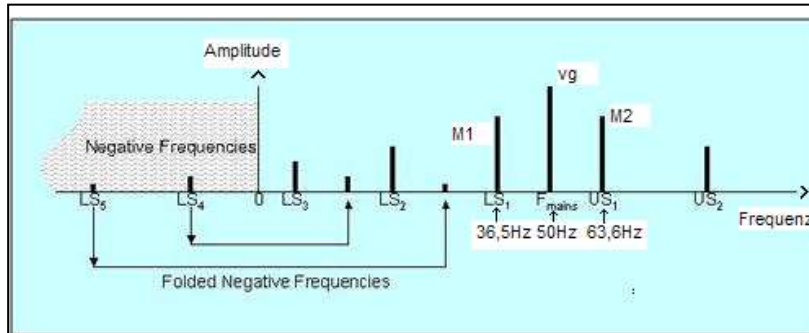 Amplitude
vg
M1
M2
Negative Frequencies
LS5
LS4
0
LS3
LS2
LS1
Fmains
US1
US2
Frequenz
36,5Hz
50Hz
63,6Hz
Folded Negative Frequencies
: